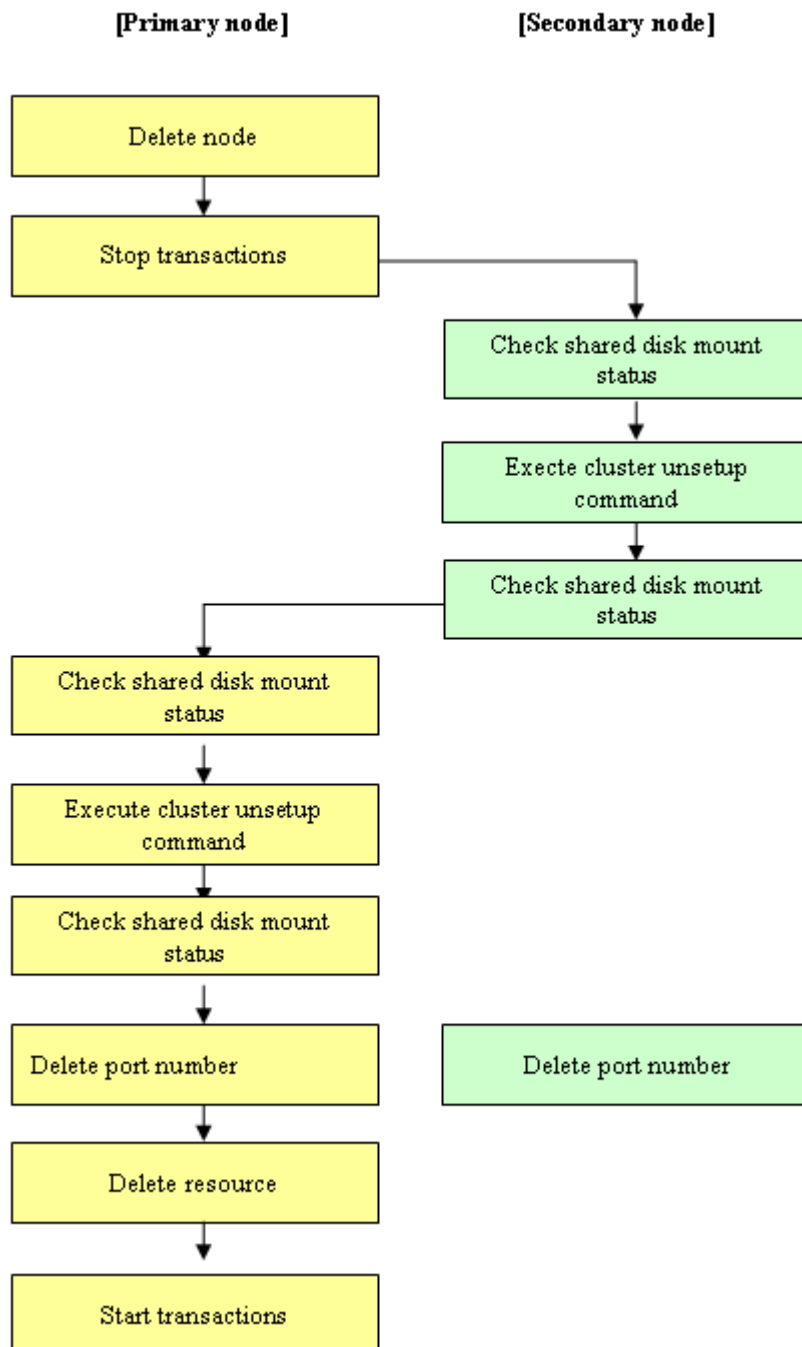 [Primary node]
[Secondary node]
Delete node
Stop transactions
Check shared disk mount
status
Execte cluster unsetup
command
Check shared disk mount
status
Check shared disk mount
status
Execute cluster unsetup
command
Check shared disk mount
status
Delete port number
Delete port number
Delete resource
Start transactions